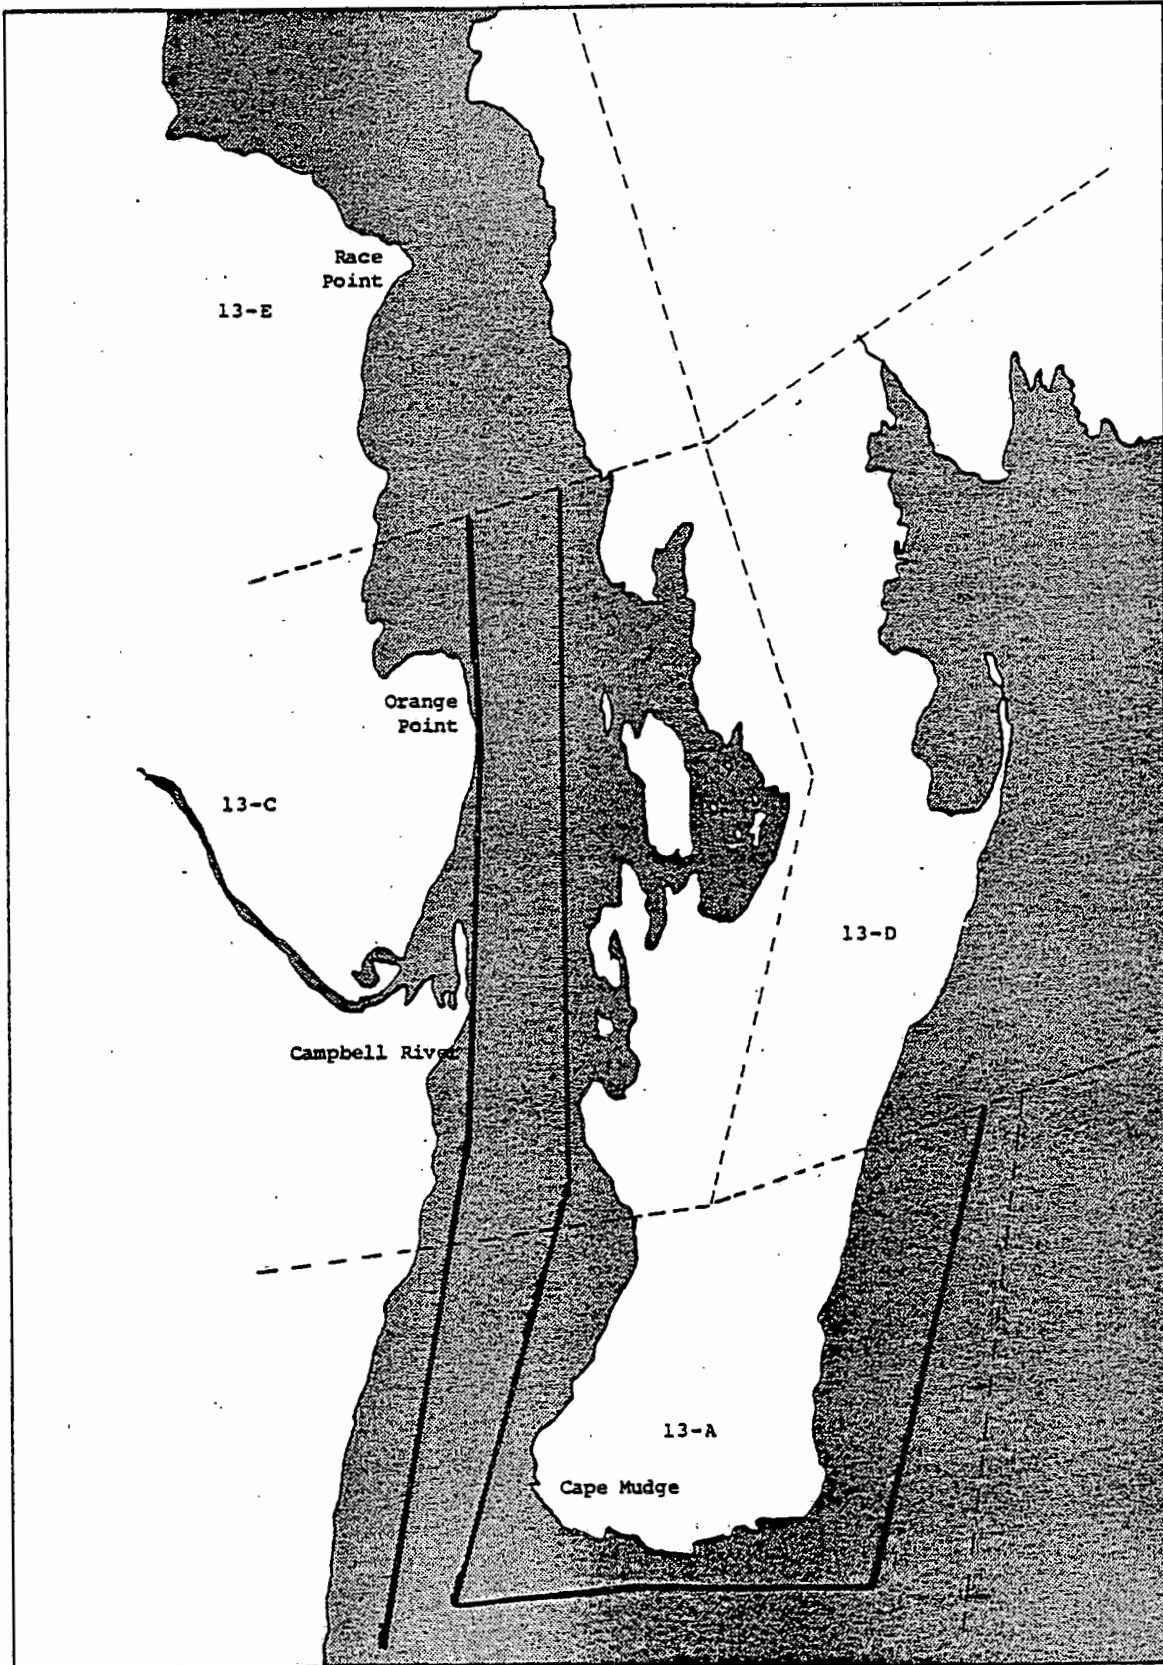 Race
Point
13-E
Orange
Point
13-C
13-D
Campbell River
13-A
Cape Mudge